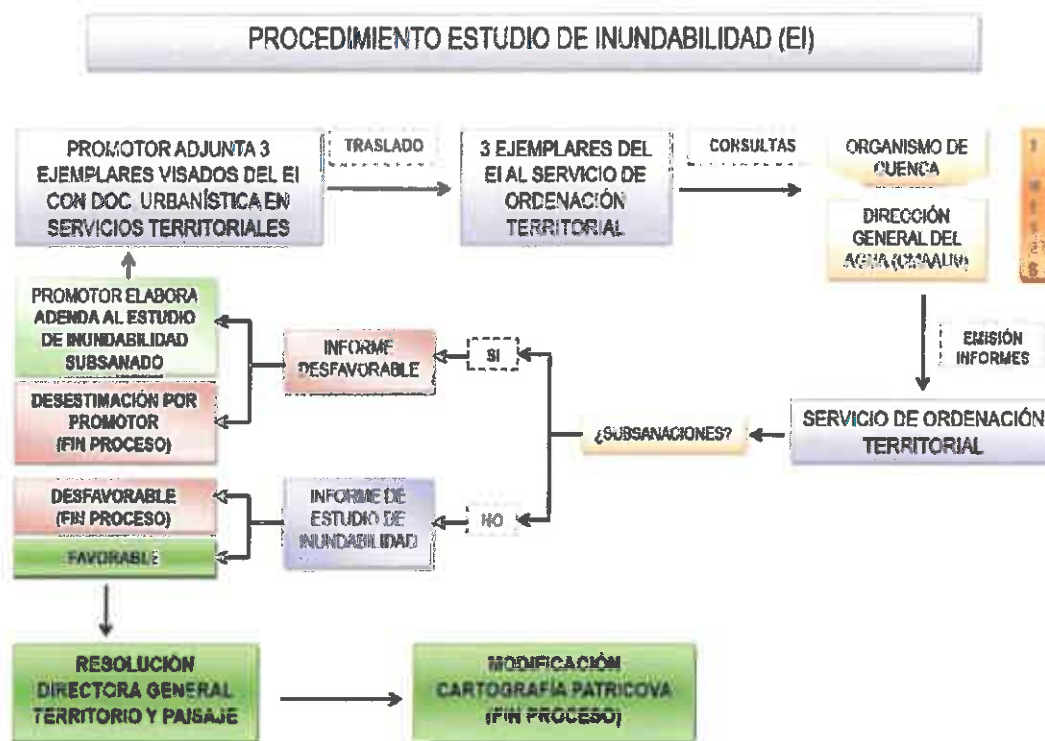 PROCEDIMIENTO ESTUDIO DE INUNDABILIDAD (EI)
PROMOTOR ADJUNTA 3
EJEMPLARES VISADOS DEL EI
CON DOC. URBANÍSTICA EN
SERVICIOS TERRITORIALES
TRASLADO
3 EJEMPLARES DEL
EI AL SERVICIO DE
ORDENACIÓN
TERRITORIAL
CONSULTAS
ORGANISMO DE
CUENCA
DIRECCIÓN
GENERAL DEL
AGUA
EMISIÓN
INFORMES
SERVICIO DE ORDENACIÓN
TERRITORIAL
¿SUBSANACIONES?
SI
INFORME
DESFAVORABLE
PROMOTOR ELABORA
ADENDA AL ESTUDIO
DE INUNDABILIDAD
SUBSANADO
DESESTIMACIÓN POR
PROMOTOR
(FIN PROCESO)
NO
INFORME DE
ESTUDIO DE
INUNDABILIDAD
DESFAVORABLE
(FIN PROCESO)
FAVORABLE
RESOLUCIÓN
DIRECTORA GENERAL
TERRITORIO Y PAISAJE
MODIFICACIÓN
CARTOGRAFÍA PATRICOVA
(FIN PROCESO)